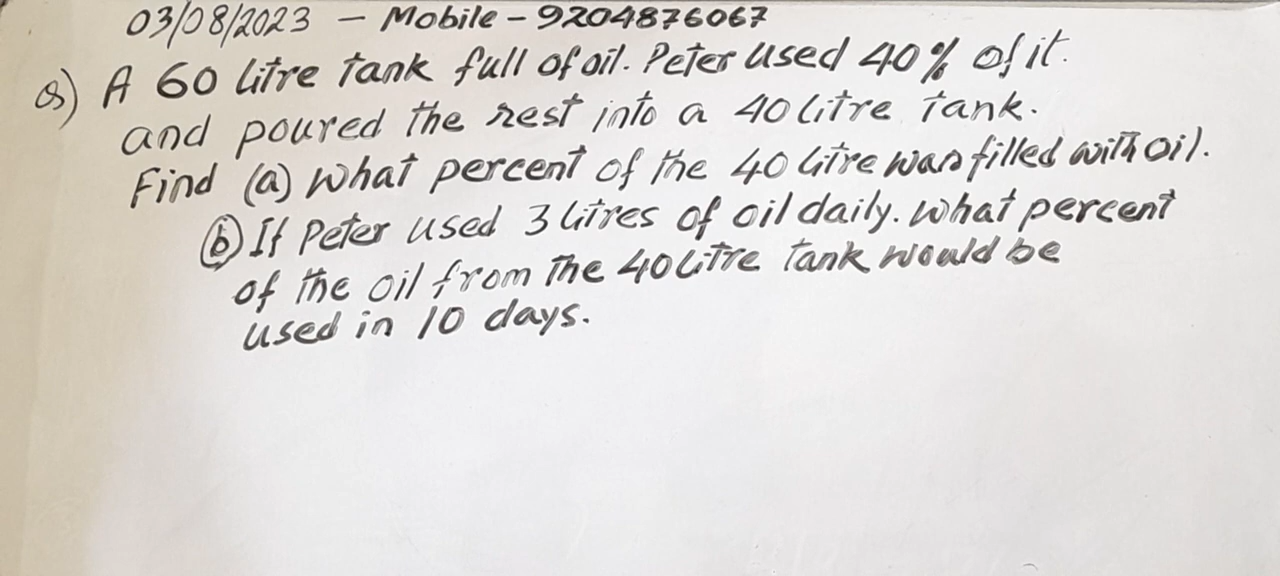 03/08/2023 - Mobile - 9204876067
Q) A 60 litre tank full of oil. Peter used 40% of it.
and poured the rest into a 40 litre tank.
Find (a) What percent of the 40 litre was filled with oil.
(b) If Peter used 3 litres of oil daily. What percent
of the oil from the 40 litre tank would be
used in 10 days.